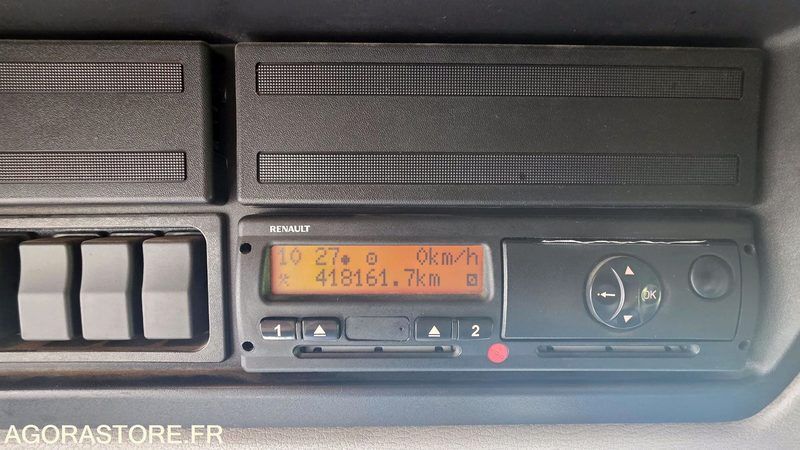 RENAULT
10 27 0km/h
418161.7km
1 2
OK
AGORASTORE.FR